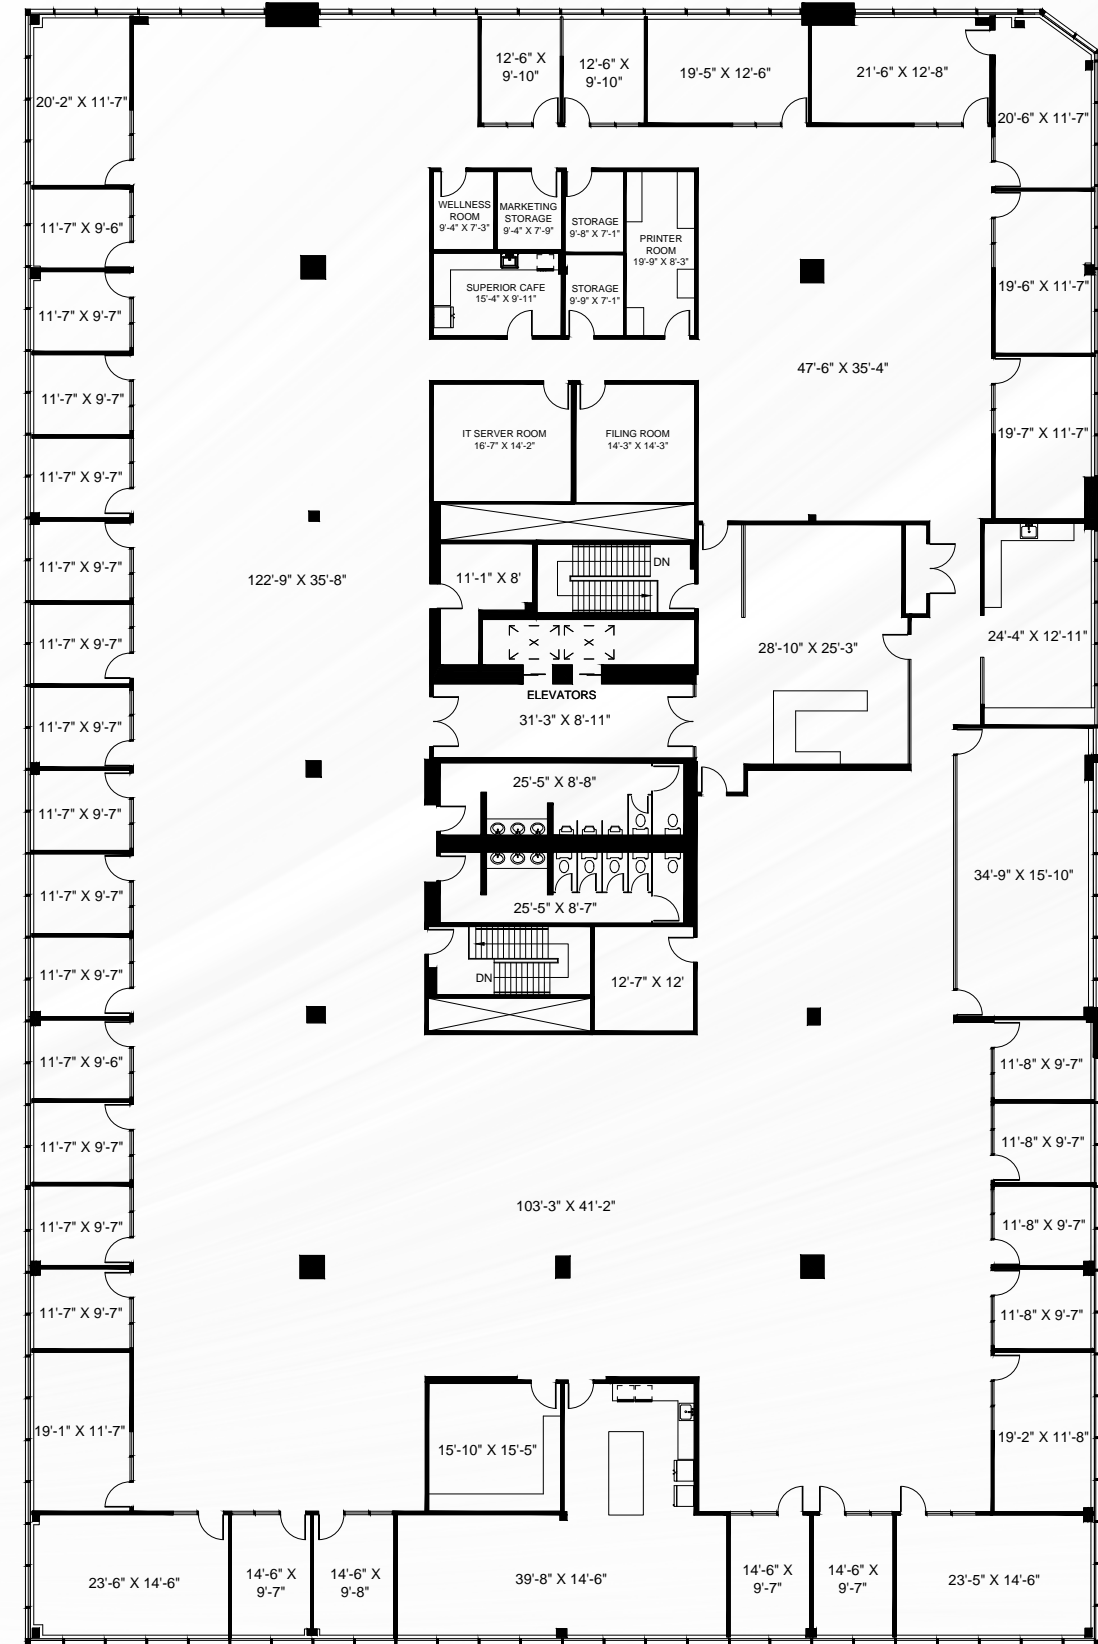 12'-6" X
9'-10"
12'-6" X
9'-10"
19'-5" X 12'-6"
21'-6" X 12'-8"
20'-2" X 11'-7"
20'-6" X 11'-7"
WELLNESS
ROOM
9'-4" X 7'-3"
MARKETING
STORAGE
9'-4" X 7'-9"
STORAGE
9'-8" X 7'-1"
PRINTER
ROOM
19'-9" X 8'-3"
11'-7" X 9'-6"
SUPERIOR CAFE
15'-4" X 9'-11"
STORAGE
9'-9" X 7'-1"
19'-6" X 11'-7"
11'-7" X 9'-7"
47'-6" X 35'-4"
11'-7" X 9'-7"
IT SERVER ROOM
16'-7" X 14'-2"
FILING ROOM
14'-3" X 14'-3"
19'-7" X 11'-7"
11'-7" X 9'-7"
11'-7" X 9'-7"
122'-9" X 35'-8"
11'-1" X 8'
DN
11'-7" X 9'-7"
28'-10" X 25'-3"
24'-4" X 12'-11"
ELEVATORS
31'-3" X 8'-11"
11'-7" X 9'-7"
25'-5" X 8'-8"
11'-7" X 9'-7"
34'-9" X 15'-10"
11'-7" X 9'-7"
25'-5" X 8'-7"
11'-7" X 9'-7"
DN
12'-7" X 12'
11'-7" X 9'-6"
11'-8" X 9'-7"
11'-7" X 9'-7"
11'-8" X 9'-7"
103'-3" X 41'-2"
11'-7" X 9'-7"
11'-8" X 9'-7"
11'-7" X 9'-7"
11'-8" X 9'-7"
19'-1" X 11'-7"
15'-10" X 15'-5"
19'-2" X 11'-8"
23'-6" X 14'-6"
14'-6" X
9'-7"
14'-6" X
9'-8"
39'-8" X 14'-6"
14'-6" X
9'-7"
14'-6" X
9'-7"
23'-5" X 14'-6"